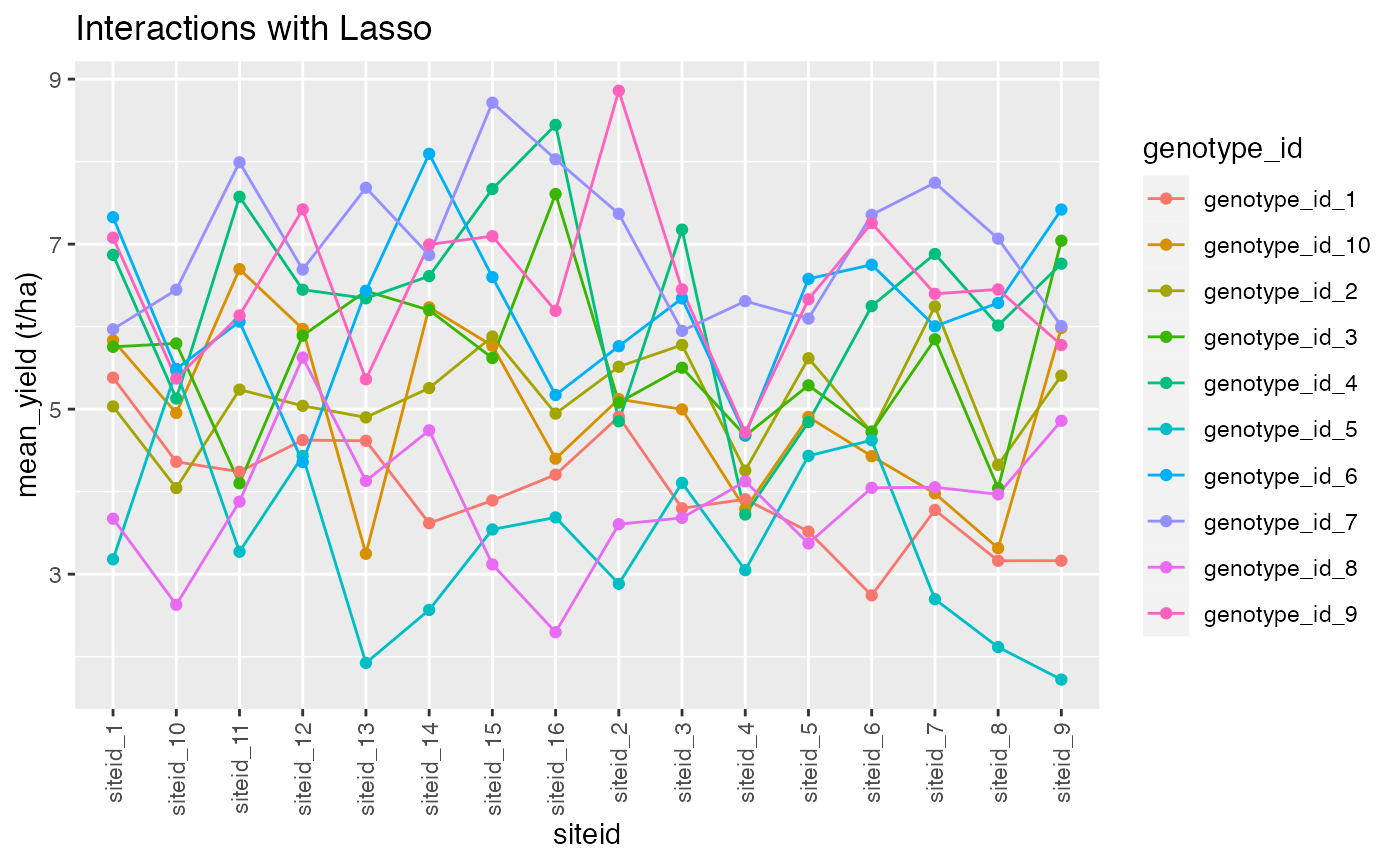 Interactions with Lasso
9
7
5
3
mean_yield (t/ha)
siteid_1
siteid_10
siteid_11
siteid_12
siteid_13
siteid_14
siteid_15
siteid_16
siteid_2
siteid_3
siteid_4
siteid_5
siteid_6
siteid_7
siteid_8
siteid_9
siteid
genotype_id
genotype_id_1
genotype_id_10
genotype_id_2
genotype_id_3
genotype_id_4
genotype_id_5
genotype_id_6
genotype_id_7
genotype_id_8
genotype_id_9